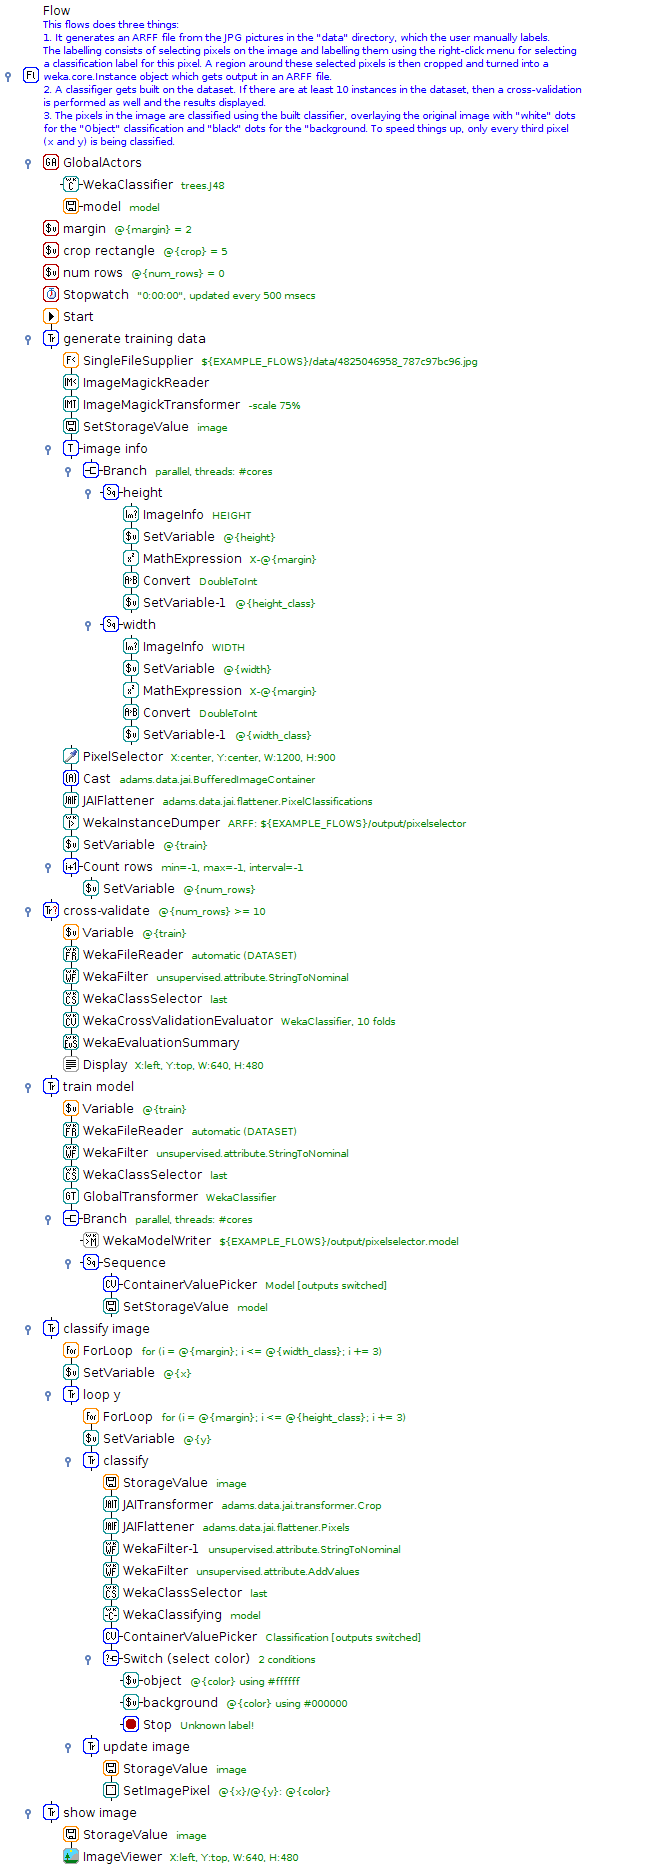 Flow
This flows does three things:
1. It generates an ARFF file from the JPG pictures in the "data" directory, which the user manually labels.
The labelling consists of selecting pixels on the image and labelling them using the right-click menu for selecting
a classification label for this pixel. A region around these selected pixels is then cropped and turned into a
weka.core.Instance object which gets output in an ARFF file.
2. A classifiger gets built on the dataset. If there are at least 10 instances in the dataset, then a cross-validation
is performed as well and the results displayed.
3. The pixels in the image are classified using the built classifier, overlaying the original image with "white" dots
for the "Object" classification and "black" dots for the "background. To speed things up, only every third pixel
(x and y) is being classified.
GlobalActors
WekaClassifier trees.J48
model model
margin @{margin} = 2
crop rectangle @{crop} = 5
num rows @{num_rows} = 0
Stopwatch "0:00:00", updated every 500 msecs
Start
generate training data
SingleFileSupplier ${EXAMPLE_FLOWS}/data/4825046958_787c97bc96.jpg
ImageMagickReader
ImageMagickTransformer -scale 75%
SetStorageValue image
image info
Branch parallel, threads: #cores
height
ImageInfo HEIGHT
SetVariable @{height}
MathExpression X-@{margin}
Convert DoubleToInt
SetVariable-1 @{height_class}
width
ImageInfo WIDTH
SetVariable @{width}
MathExpression X-@{margin}
Convert DoubleToInt
SetVariable-1 @{width_class}
PixelSelector X:center, Y:center, W:1200, H:900
Cast adams.data.jai.BufferedImageContainer
JAIFlattener adams.data.jai.flattener.PixelClassifications
WekaInstanceDumper ARFF: ${EXAMPLE_FLOWS}/output/pixelselector
SetVariable @{train}
Count rows min=-1, max=-1, interval=-1
SetVariable @{num_rows}
cross-validate @{num_rows} >= 10
Variable @{train}
WekaFileReader automatic (DATASET)
WekaFilter unsupervised.attribute.StringToNominal
WekaClassSelector last
WekaCrossValidationEvaluator WekaClassifier, 10 folds
WekaEvaluationSummary
Display X:left, Y:top, W:640, H:480
train model
Variable @{train}
WekaFileReader automatic (DATASET)
WekaFilter unsupervised.attribute.StringToNominal
WekaClassSelector last
GlobalTransformer WekaClassifier
Branch parallel, threads: #cores
WekaModelWriter ${EXAMPLE_FLOWS}/output/pixelselector.model
Sequence
ContainerValuePicker Model [outputs switched]
SetStorageValue model
classify image
ForLoop for (i = @{margin}; i <= @{width_class}; i += 3)
SetVariable @{x}
loop y
ForLoop for (i = @{margin}; i <= @{height_class}; i += 3)
SetVariable @{y}
classify
StorageValue image
JAITransformer adams.data.jai.transformer.Crop
JAIFlattener adams.data.jai.flattener.Pixels
WekaFilter-1 unsupervised.attribute.StringToNominal
WekaFilter unsupervised.attribute.AddValues
WekaClassSelector last
WekaClassifying model
ContainerValuePicker Classification [outputs switched]
Switch (select color) 2 conditions
object @{color} using #ffffff
background @{color} using #000000
Stop Unknown label!
update image
StorageValue image
SetImagePixel @{x}/@{y}: @{color}
show image
StorageValue image
ImageViewer X:left, Y:top, W:640, H:480